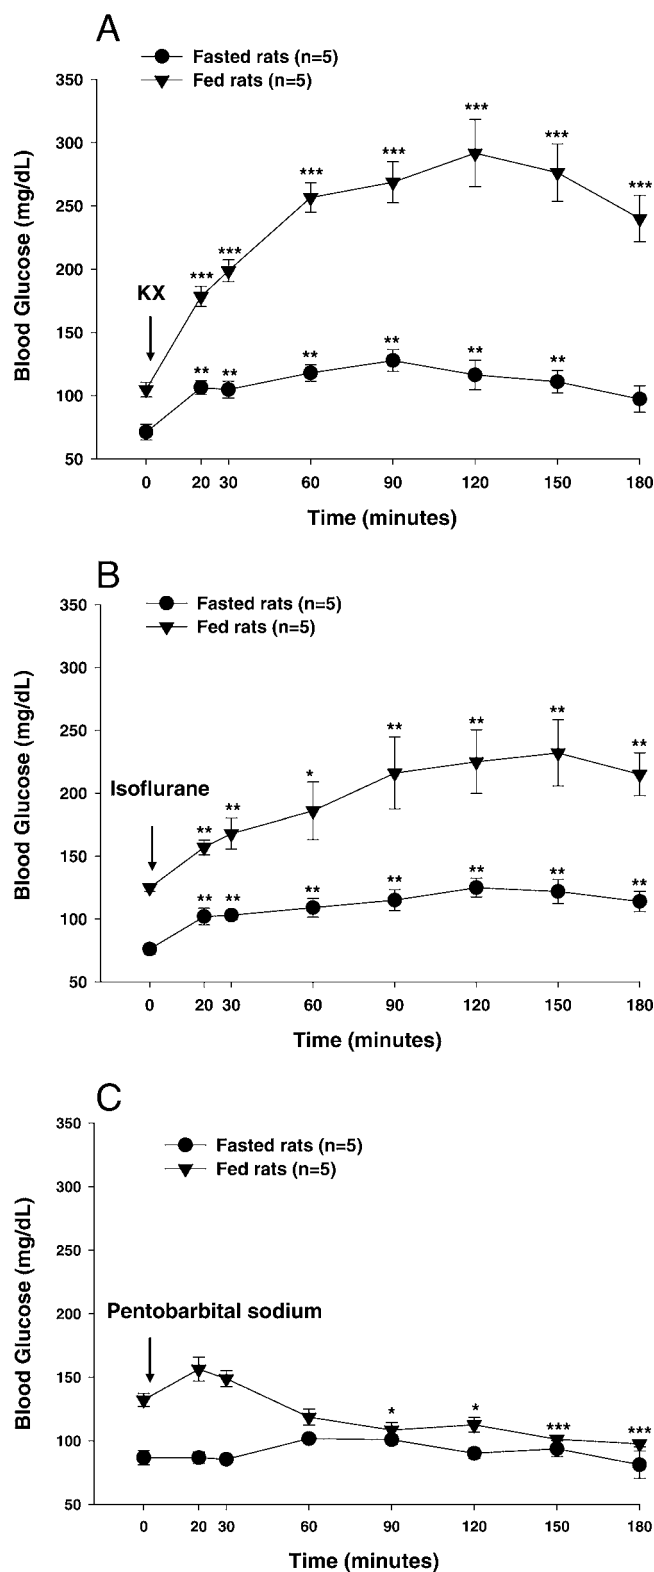 A
Fasted rats (n=5)
Fed rats (n=5)
350
300
250
200
150
100
50
Blood Glucose (mg/dL)
KX
*** *** *** *** *** *** ***
** ** ** ** ** **
0 20 30 60 90 120 150 180
Time (minutes)
B
Fasted rats (n=5)
Fed rats (n=5)
350
300
250
200
150
100
50
Blood Glucose (mg/dL)
Isoflurane
** ** * ** ** ** **
** ** ** ** ** ** **
0 20 30 60 90 120 150 180
Time (minutes)
C
Fasted rats (n=5)
Fed rats (n=5)
350
300
250
200
150
100
50
Blood Glucose (mg/dL)
Pentobarbital sodium
* * *** ***
0 20 30 60 90 120 150 180
Time (minutes)